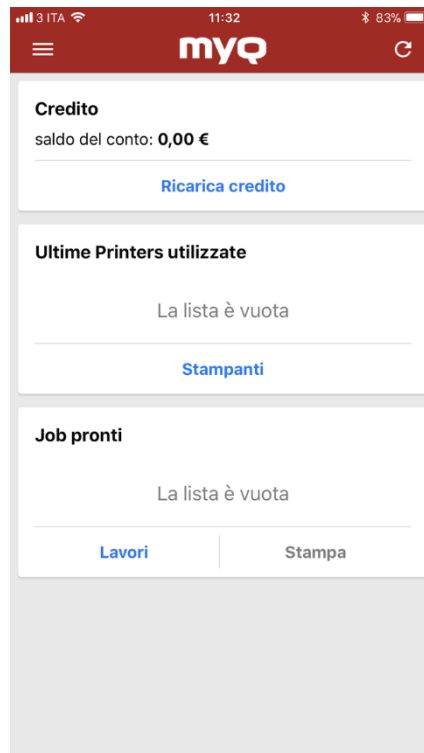 3 ITA 11:32 83%
myQ
Credito
saldo del conto: 0,00 €
Ricarica credito
Ultime Printers utilizzate
La lista è vuota
Stampanti
Job pronti
La lista è vuota
Lavori Stampa